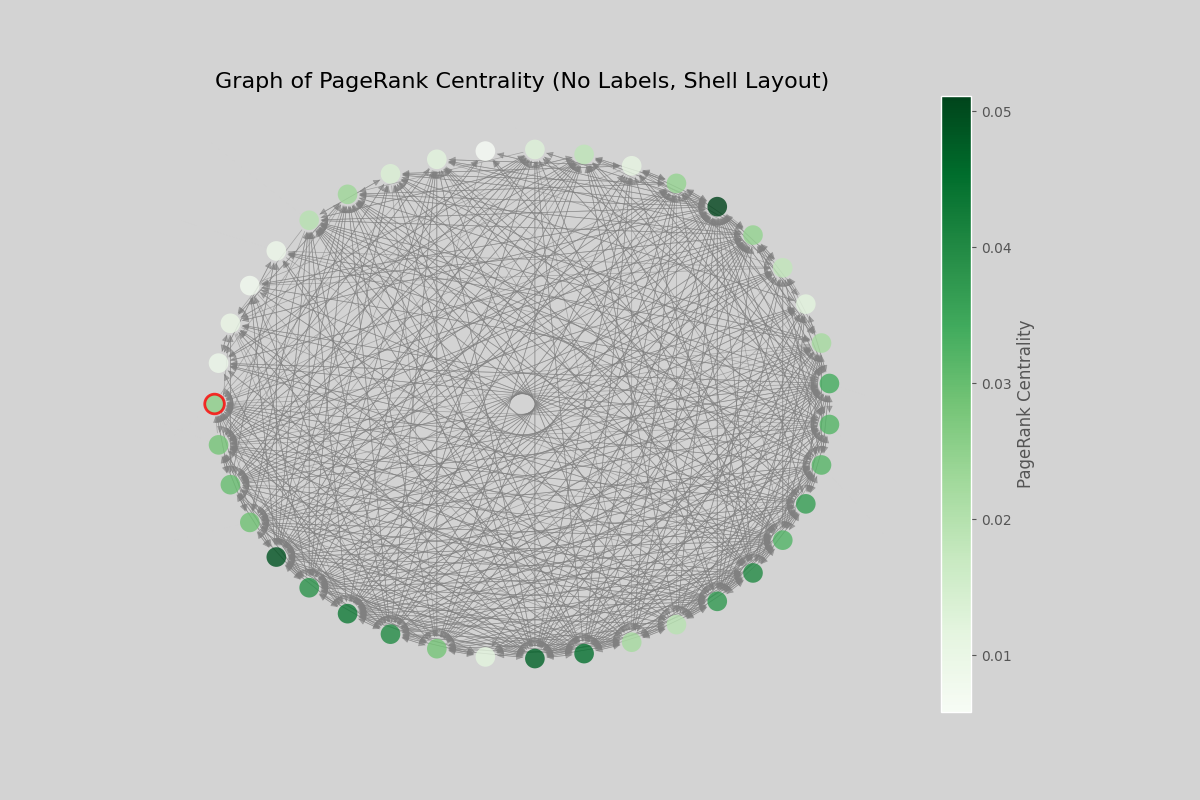 Graph of PageRank Centrality (No Labels, Shell Layout)
0.05
0.04
0.03
0.02
0.01
PageRank Centrality